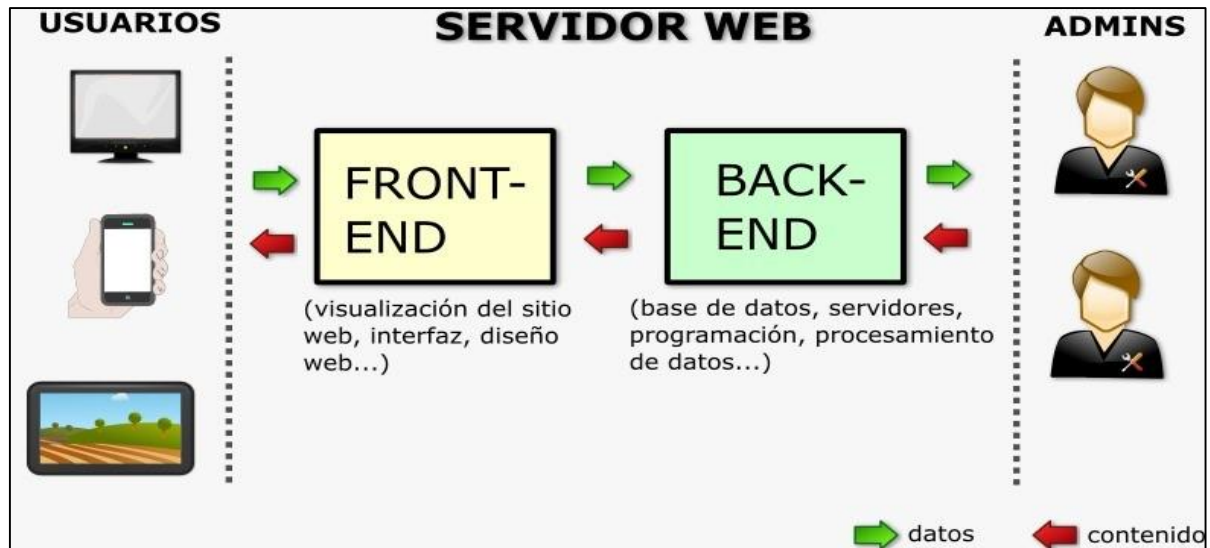 USUARIOS
SERVIDOR WEB
ADMINS
FRONT-
END
BACK-
END
(visualización del sitio
web, interfaz, diseño
web...)
(base de datos, servidores,
programación, procesamiento
de datos...)
datos
contenido